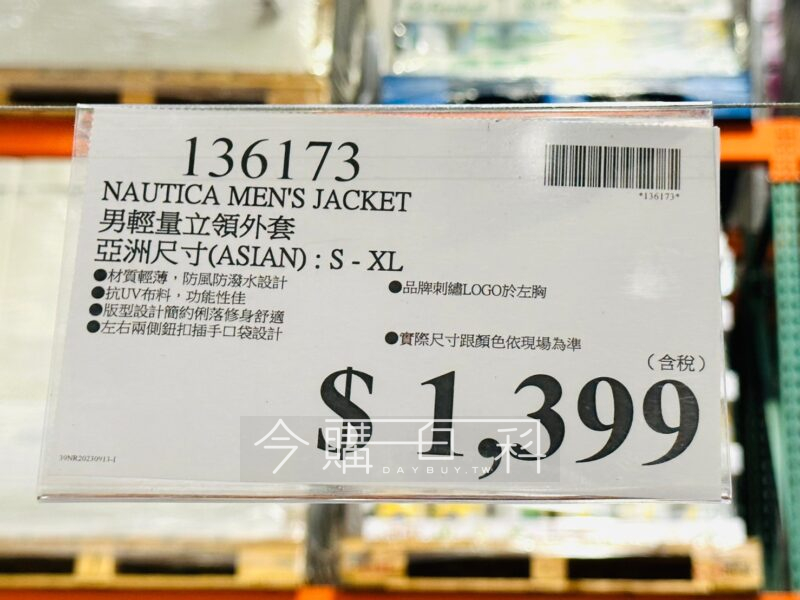 136173
*136173*
NAUTICA MEN'S JACKET
男輕量立領外套
亞洲尺寸(ASIAN) : S - XL
●材質輕薄，防風防潑水設計
●抗UV布料，功能性佳
●版型設計簡約俐落修身舒適
●左右兩側鈕扣插手口袋設計
●品牌刺繡LOGO於左胸
●實際尺寸跟顏色依現場為準
（含稅）
$ 1,399
今購百科
DAYBUY.TW
39NR20230913-1